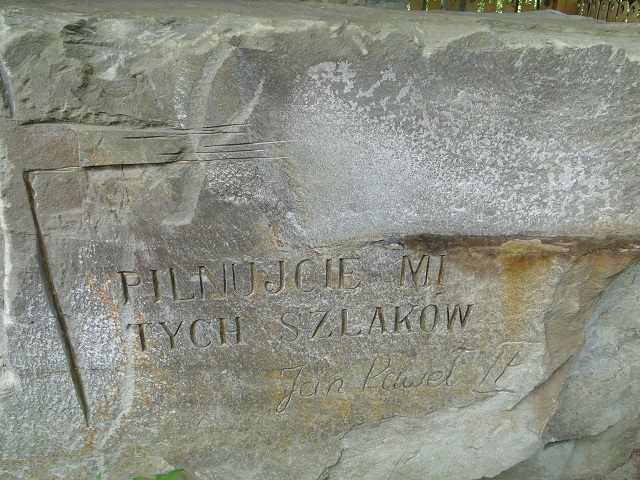 PILNUJCIE MI
TYCH SZLAKÓW
Jan Paweł II